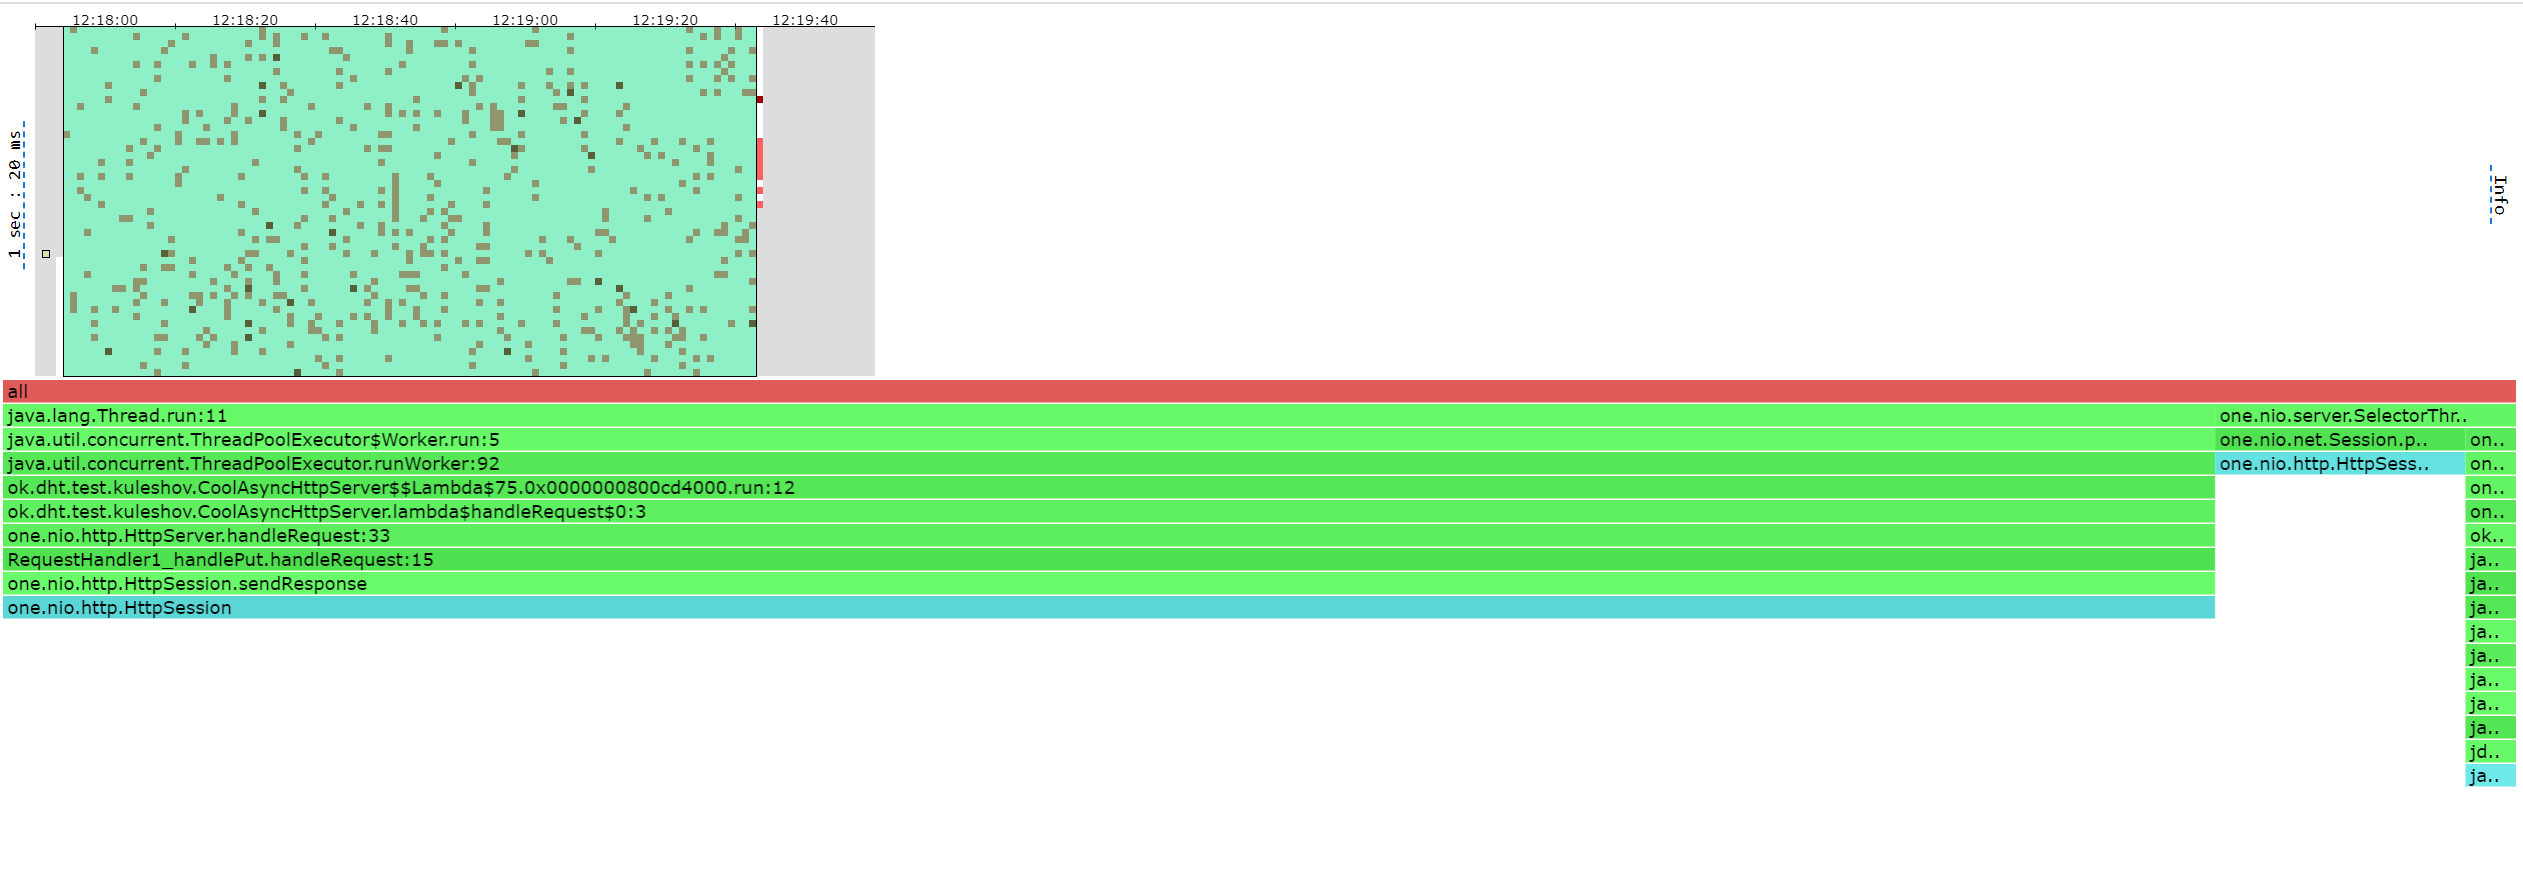 12:18:00 12:18:20 12:18:40 12:19:00 12:19:20 12:19:40
1 sec : 20 ms
Info
all
java.lang.Thread.run:11 one.nio.server.SelectorThr..
java.util.concurrent.ThreadPoolExecutor$Worker.run:5 one.nio.net.Session.p.. on..
java.util.concurrent.ThreadPoolExecutor.runWorker:92 one.nio.http.HttpSess.. on..
ok.dht.test.kuleshov.CoolAsyncHttpServer$$Lambda$75.0x0000000800cd4000.run:12 on..
ok.dht.test.kuleshov.CoolAsyncHttpServer.lambda$handleRequest$0:3 on..
one.nio.http.HttpServer.handleRequest:33 ok..
RequestHandler1_handlePut.handleRequest:15 ja..
one.nio.http.HttpSession.sendResponse ja..
one.nio.http.HttpSession ja..
ja..
ja..
ja..
ja..
ja..
jd..
ja..